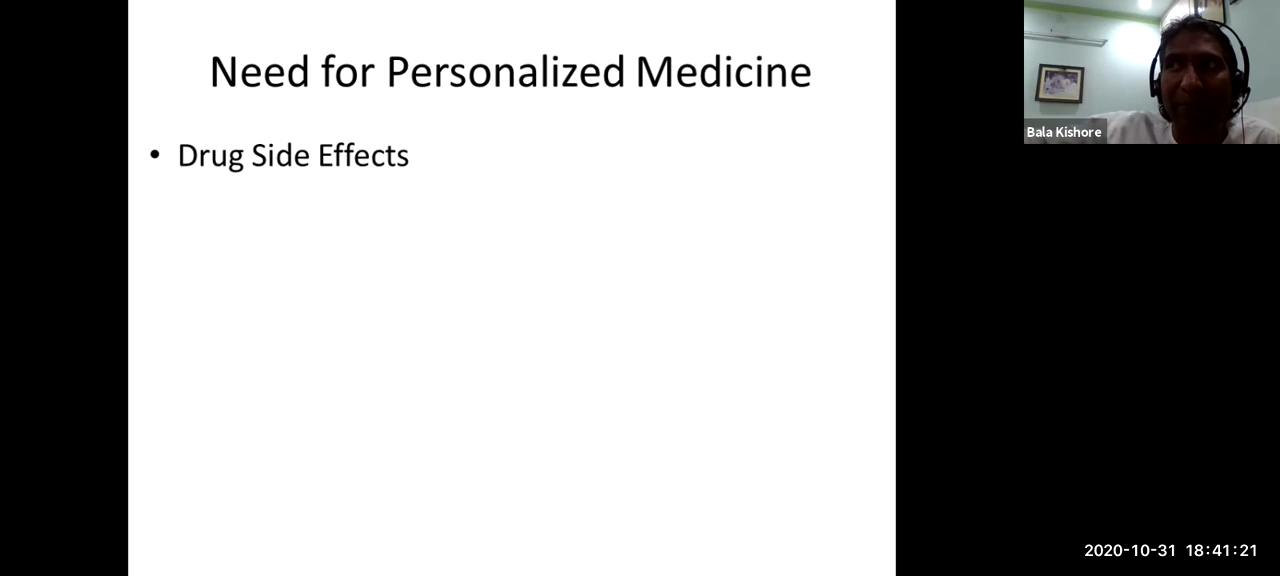 Need for Personalized Medicine
• Drug Side Effects
Bala Kishore
2020-10-31 18:41:21